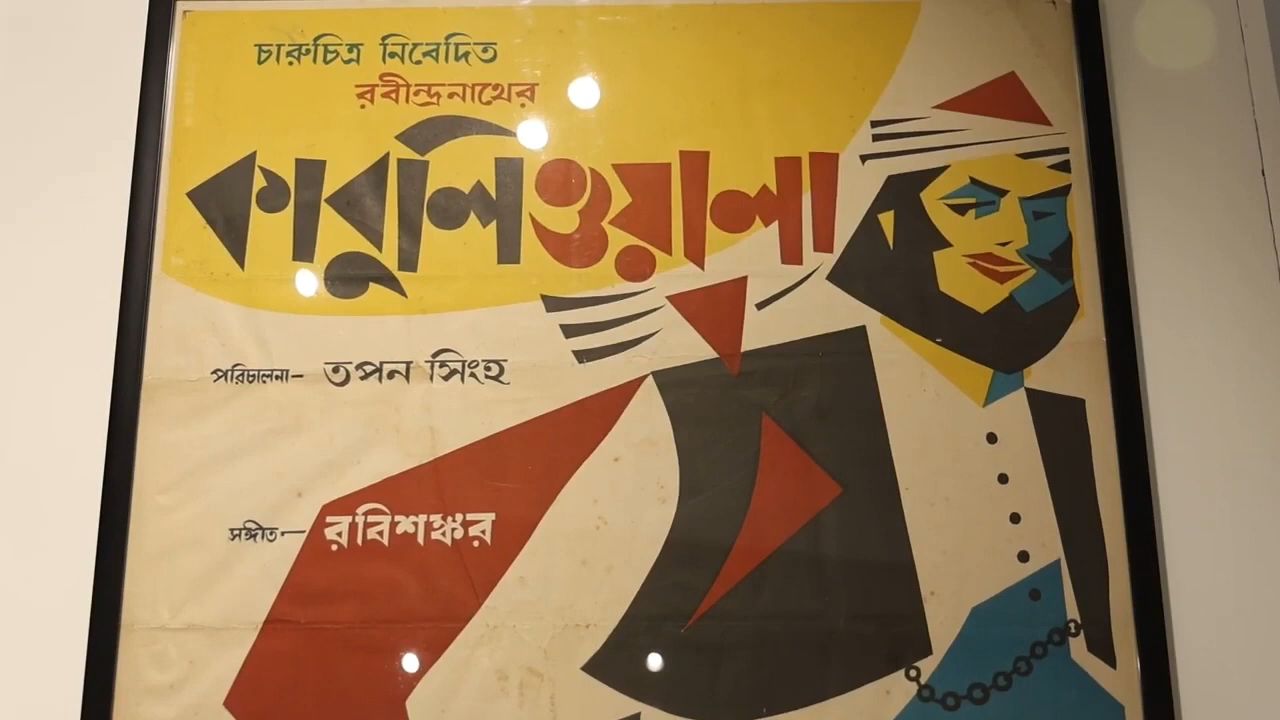 চারুচিত্র নিবেদিত
রবীন্দ্রনাথের
কাবুলিওয়ালা
পরিচালনা– তপন সিংহ
সঙ্গীত— রবিশঙ্কর